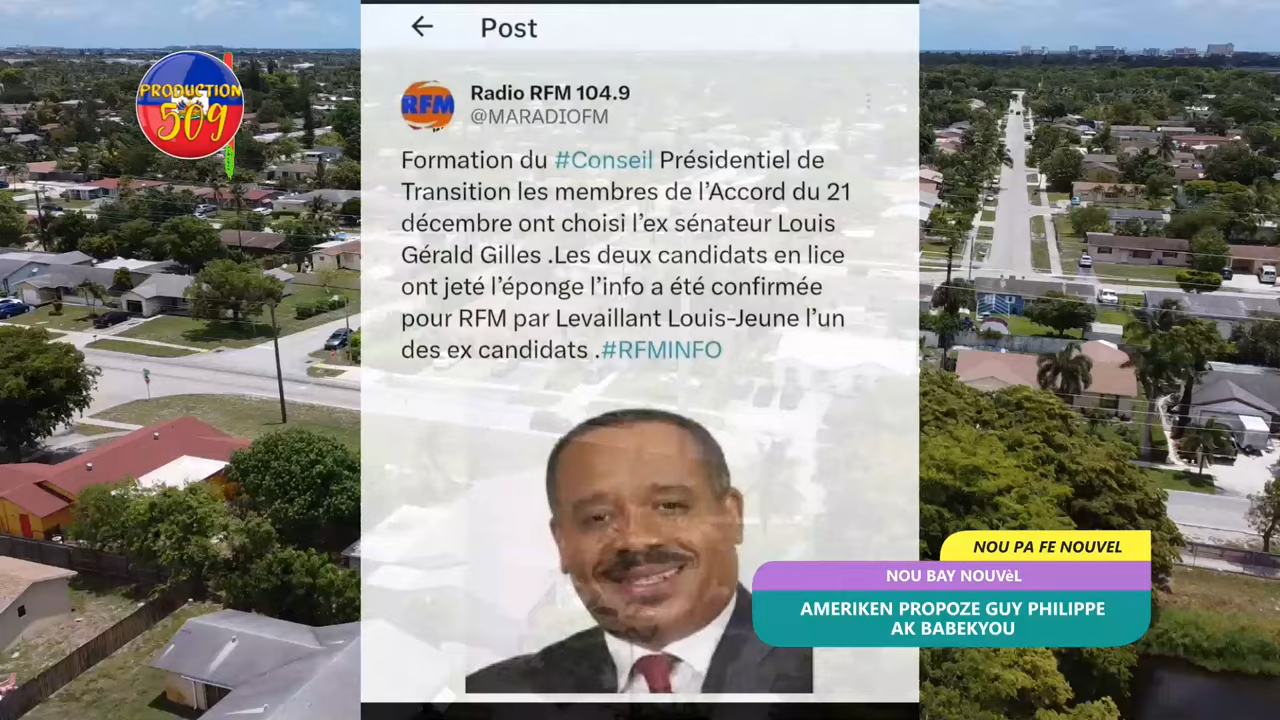 PRODUCTION
509
Post
RFM
Radio RFM 104.9
@MARADIOFM
Formation du #Conseil Présidentiel de
Transition les membres de l’Accord du 21
décembre ont choisi l’ex sénateur Louis
Gérald Gilles .Les deux candidats en lice
ont jeté l’éponge l’info a été confirmée
pour RFM par Levaillant Louis-Jeune l’un
des ex candidats .#RFMINFO
NOU PA FE NOUVEL
NOU BAY NOUVèL
AMERIKEN PROPOZE GUY PHILIPPE
AK BABEKYOU